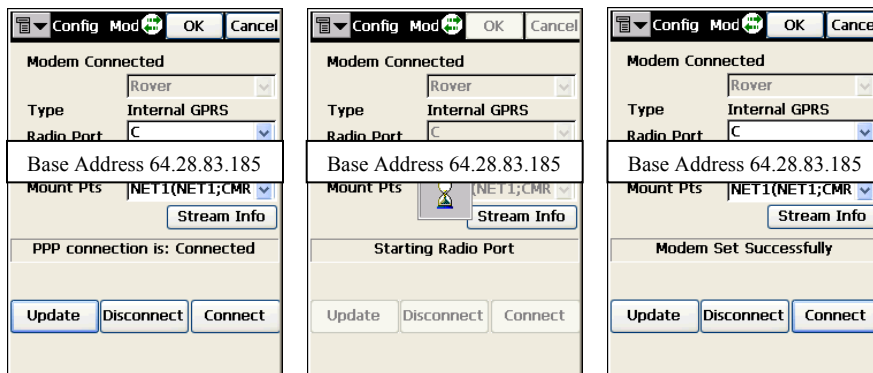 Config Mod OK Cancel
Modem Connected
Rover
Type Internal GPRS
Radio Port C
Base Address 64.28.83.185
Mount Pts NET1(NET1;CMR
Stream Info
PPP connection is: Connected
Update Disconnect Connect
Config Mod OK Cancel
Modem Connected
Rover
Type Internal GPRS
Radio Port C
Base Address 64.28.83.185
Mount Pts (NET1;CMR
Stream Info
Starting Radio Port
Update Disconnect Connect
Config Mod OK Cance
Modem Connected
Rover
Type Internal GPRS
Radio Port C
Base Address 64.28.83.185
Mount Pts NET1(NET1;CMR
Stream Info
Modem Set Successfully
Update Disconnect Connect